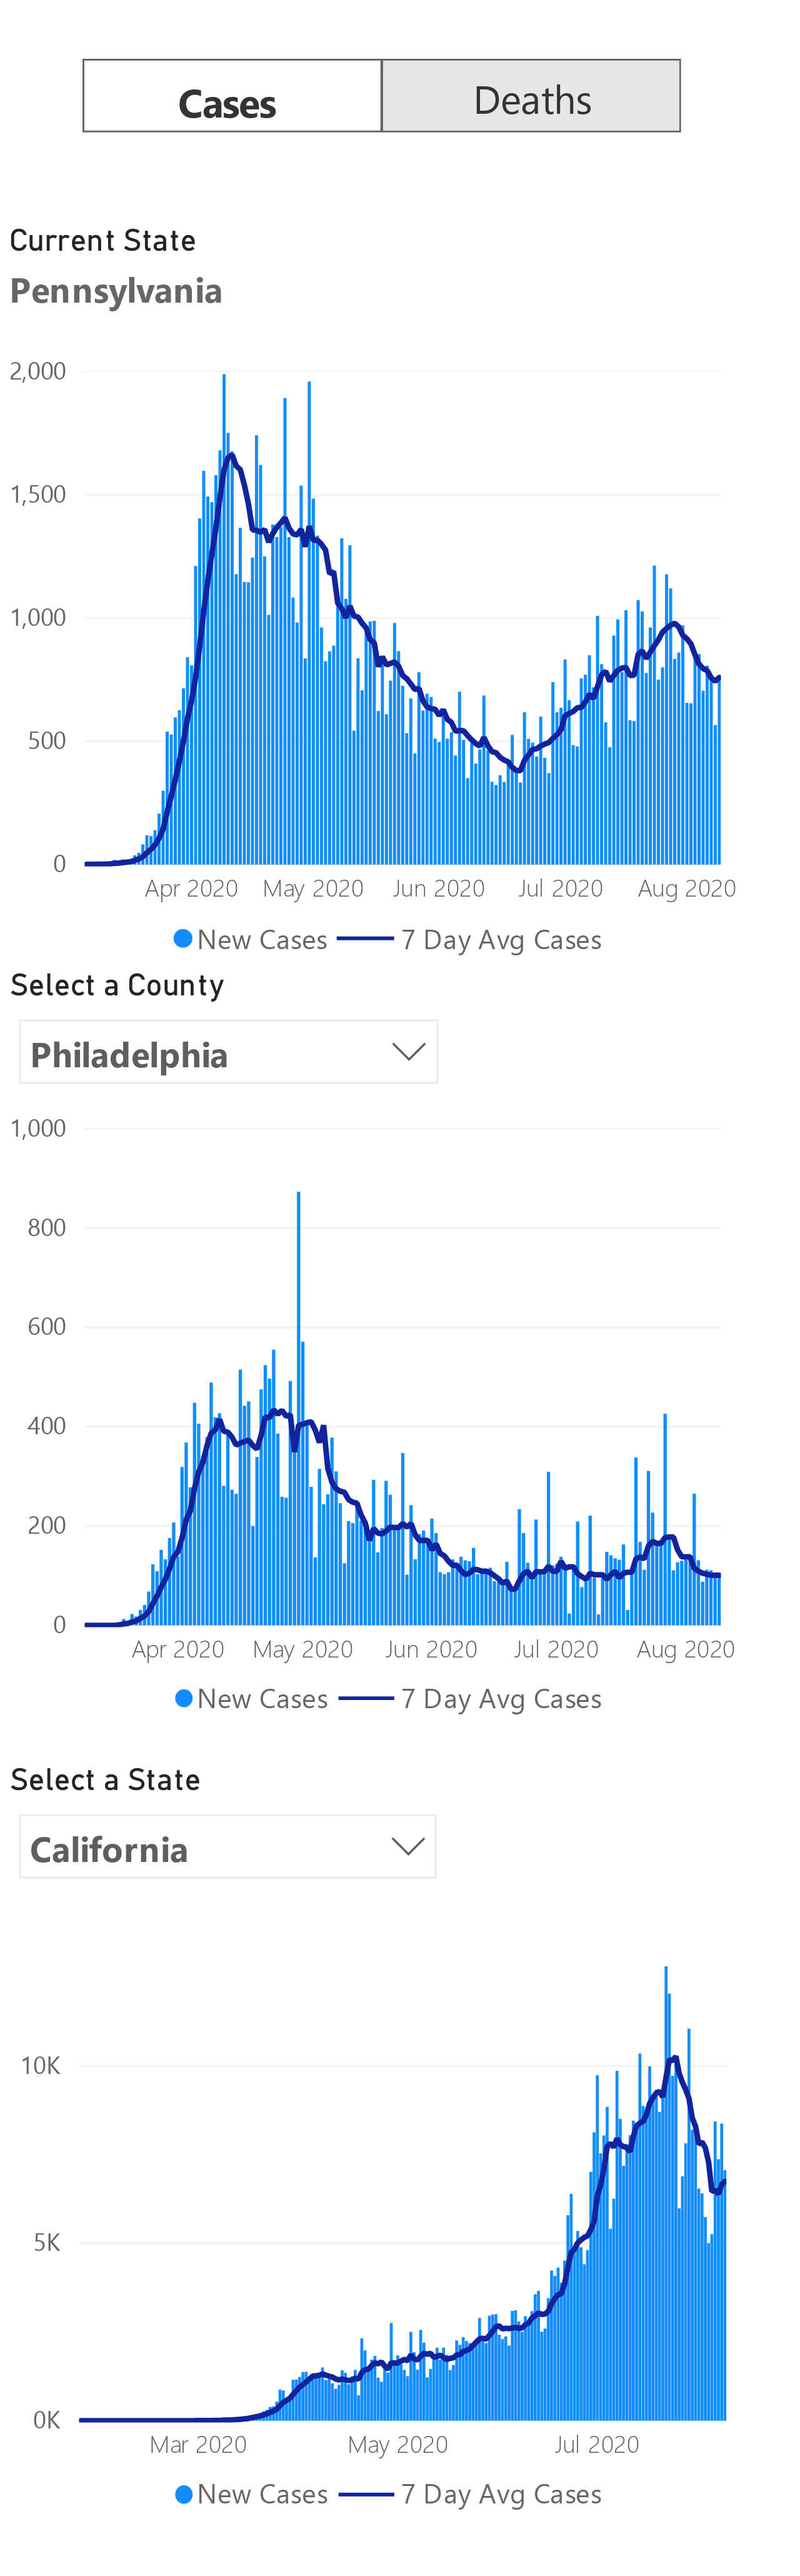 Cases Deaths
Current State
Pennsylvania
2,000
1,500
1,000
500
0
Apr 2020 May 2020 Jun 2020 Jul 2020 Aug 2020
New Cases 7 Day Avg Cases
Select a County
Philadelphia
1,000
800
600
400
200
0
Apr 2020 May 2020 Jun 2020 Jul 2020 Aug 2020
New Cases 7 Day Avg Cases
Select a State
California
10K
5K
0K
Mar 2020 May 2020 Jul 2020
New Cases 7 Day Avg Cases